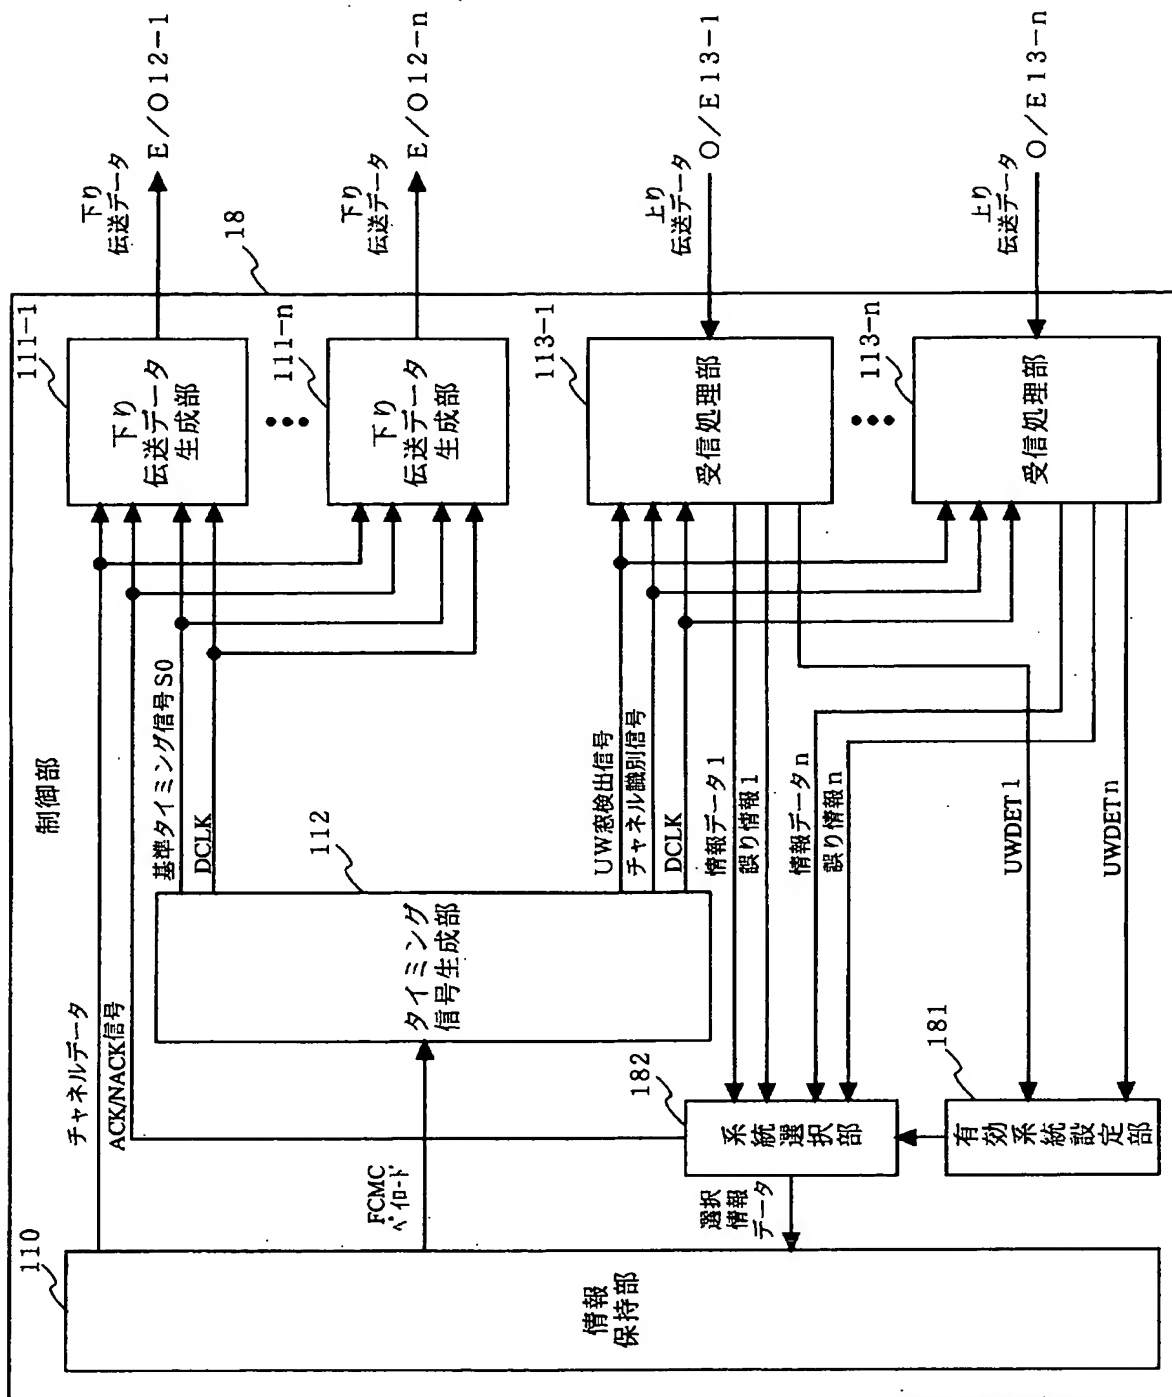 制御部
18
110
情報
保持部
チャネルデータ
ACK/NACK信号
FCMC
ペイロード
選択
情報
データ
112
タイミング
信号生成部
基準タイミング信号S0
DCLK
UW窓検出信号
チャネル識別信号
DCLK
情報データ1
誤り情報1
情報データn
誤り情報n
UWDET1
UWDETn
182
系統選択部
181
有効系統設定部
111-1
下り
伝送データ
生成部
111-n
下り
伝送データ
生成部
113-1
受信処理部
113-n
受信処理部
下り
伝送データ
E/O12-1
下り
伝送データ
E/O12-n
上り
伝送データ
O/E13-1
上り
伝送データ
O/E13-n